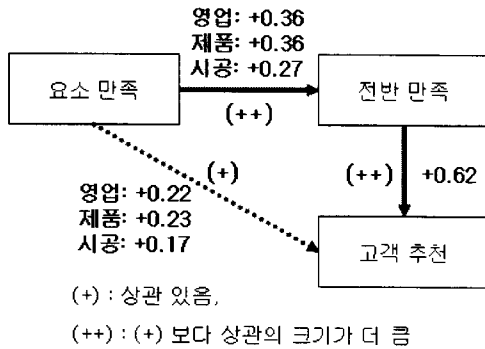 영업: +0.36
제품: +0.36
시공: +0.27
요소 만족
전반 만족
(++)
(+)
(++)
+0.62
영업: +0.22
제품: +0.23
시공: +0.17
고객 추천
(+) : 상관 있음,
(++) : (+) 보다 상관의 크기가 더 큼